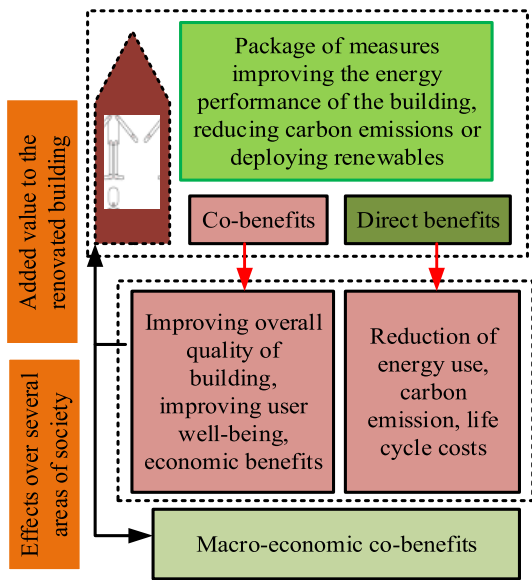 Package of measures
improving the energy
performance of the building,
reducing carbon emissions or
deploying renewables
Added value to the
renovated building
Co-benefits
Direct benefits
Improving overall
quality of
building,
improving user
well-being,
economic benefits
Reduction of
energy use,
carbon
emission, life
cycle costs
Effects over several
areas of society
Macro-economic co-benefits